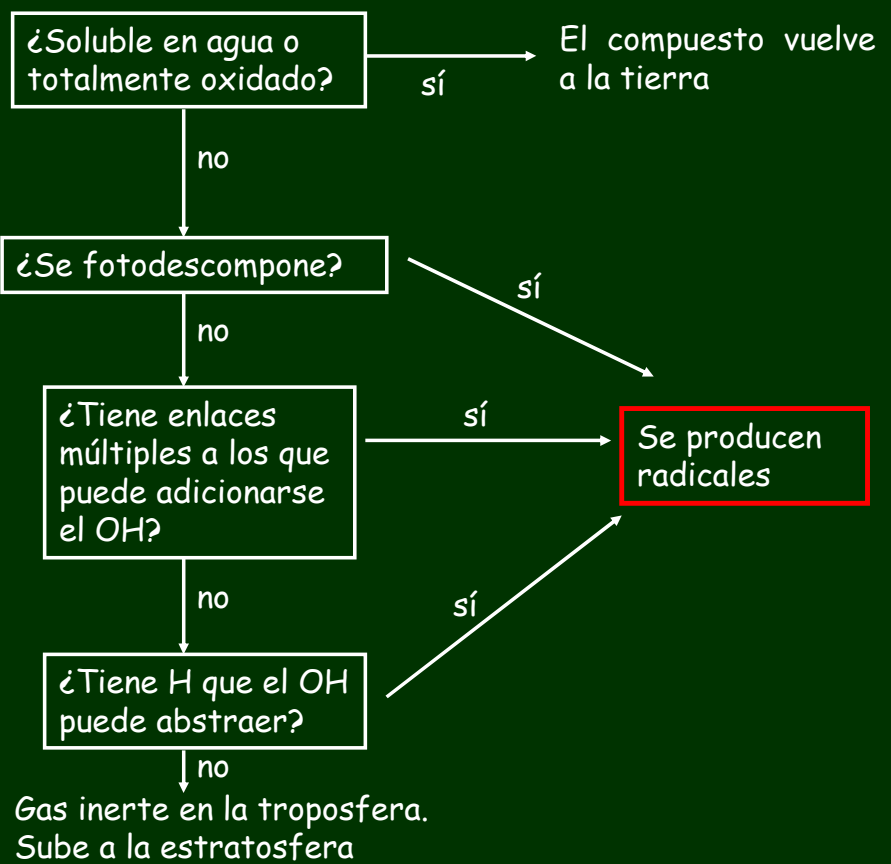 ¿Soluble en agua o
totalmente oxidado?
sí
El compuesto vuelve
a la tierra
no
¿Se fotodescompone?
sí
no
¿Tiene enlaces
múltiples a los que
puede adicionarse
el OH?
sí
Se producen
radicales
no
sí
¿Tiene H que el OH
puede abstraer?
no
Gas inerte en la troposfera.
Sube a la estratosfera